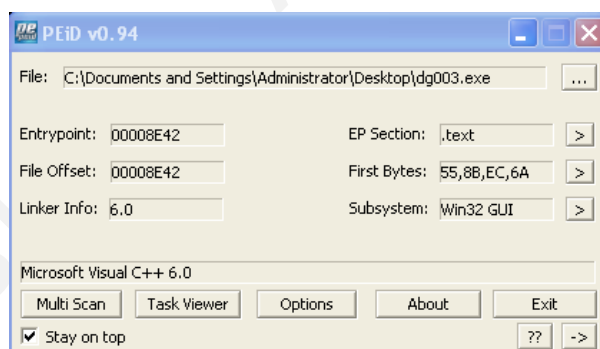 PEiD v0.94
File: C:\Documents and Settings\Administrator\Desktop\dg003.exe ...
Entrypoint: 00008E42 EP Section: .text >
File Offset: 00008E42 First Bytes: 55,8B,EC,6A >
Linker Info: 6.0 Subsystem: Win32 GUI >
Microsoft Visual C++ 6.0
Multi Scan Task Viewer Options About Exit
Stay on top ?? ->